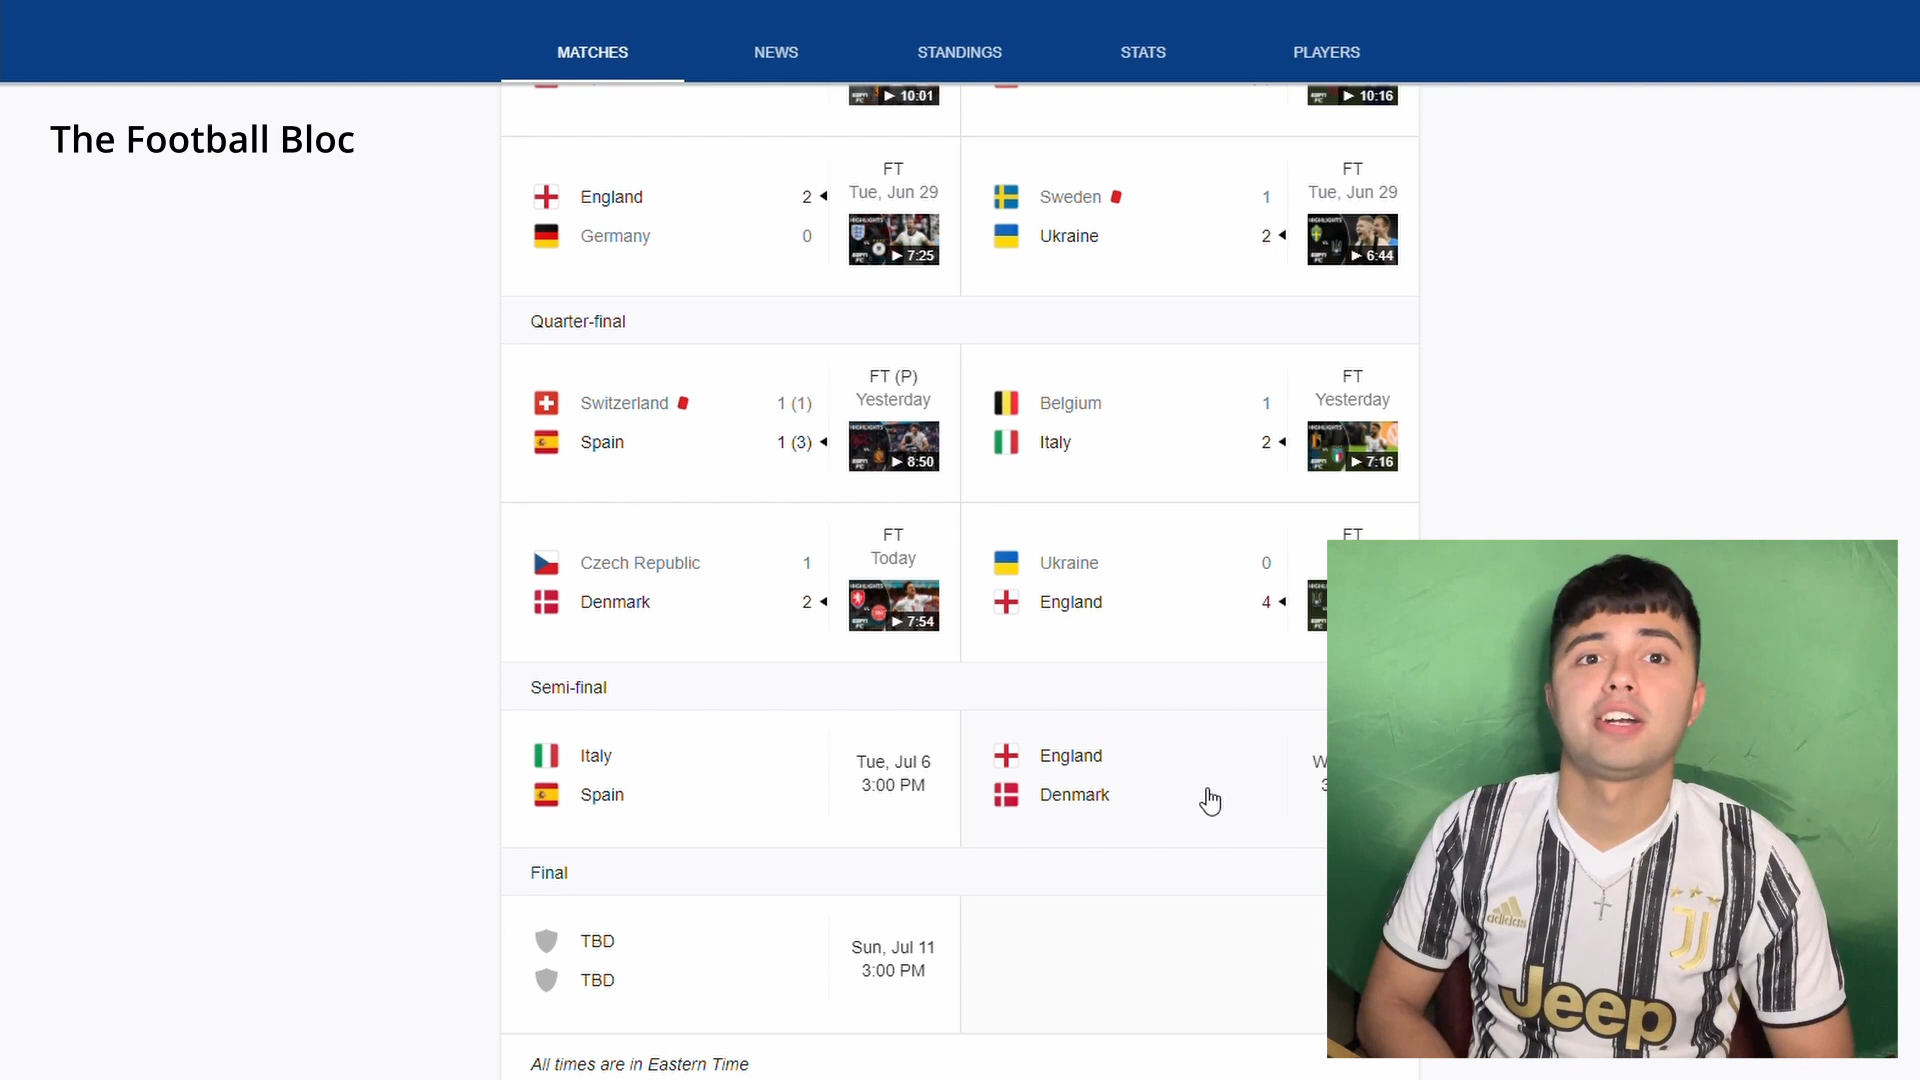 MATCHES NEWS STANDINGS STATS PLAYERS
10:01
10:16
The Football Bloc
England 2
Germany 0
FT
Tue, Jun 29
HIGHLIGHTS
7:25
Sweden 1
Ukraine 2
FT
Tue, Jun 29
HIGHLIGHTS
6:44
Quarter-final
Switzerland 1 (1)
Spain 1 (3)
FT (P)
Yesterday
HIGHLIGHTS
8:50
Belgium 1
Italy 2
FT
Yesterday
HIGHLIGHTS
7:16
Czech Republic 1
Denmark 2
FT
Today
HIGHLIGHTS
7:54
Ukraine 0
England 4
FT
Semi-final
Italy
Spain
Tue, Jul 6
3:00 PM
England
Denmark
Final
TBD
TBD
Sun, Jul 11
3:00 PM
All times are in Eastern Time
adidas
Jeep